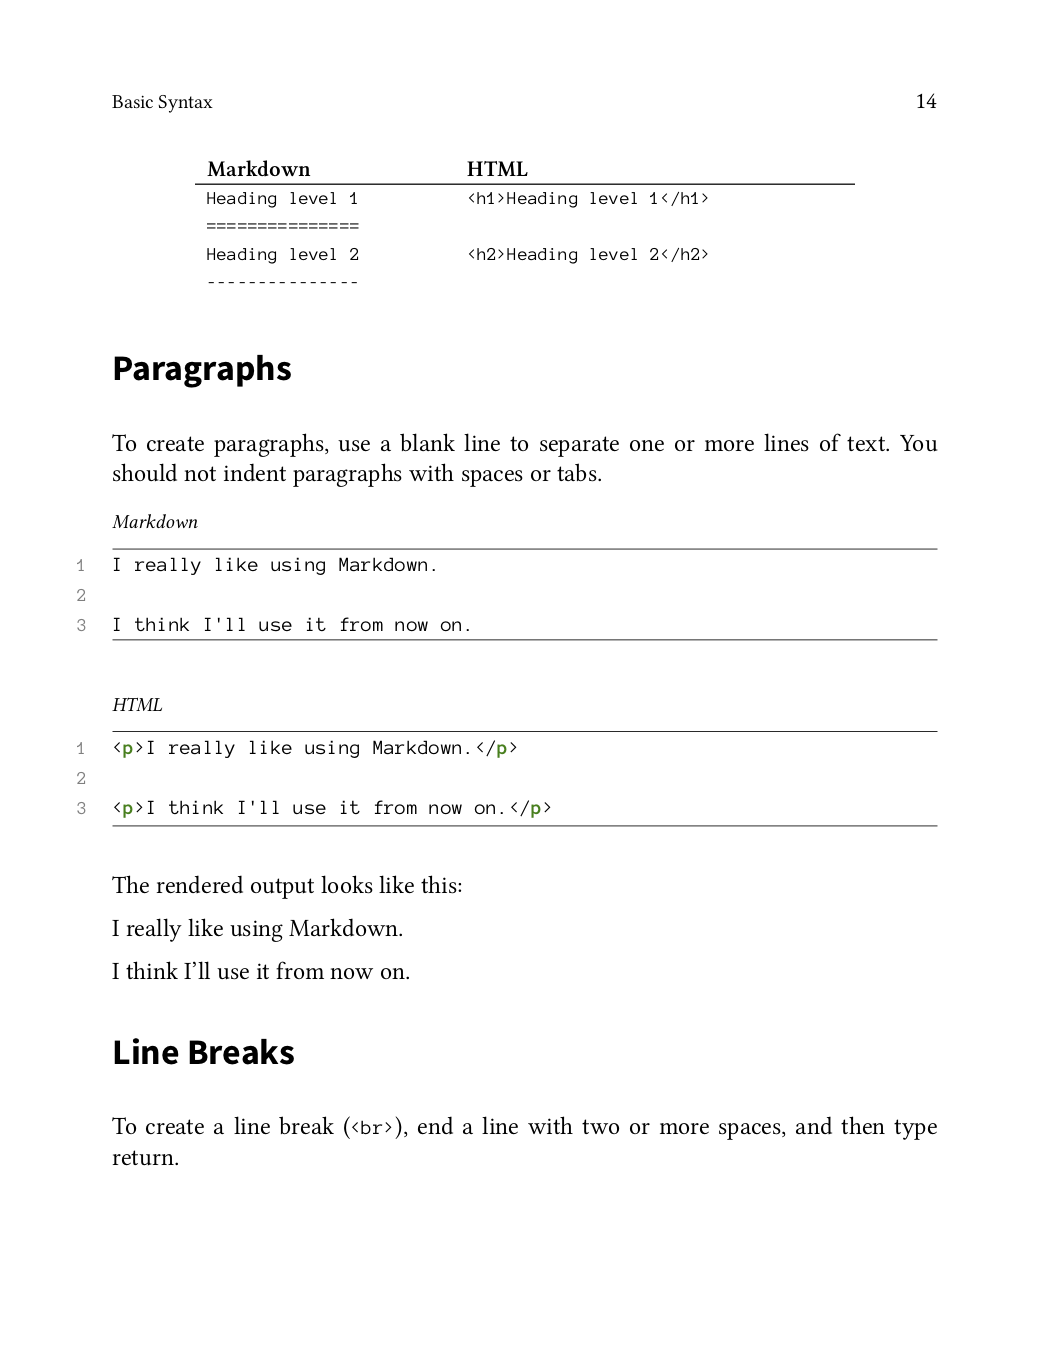 Basic Syntax 14
Markdown HTML
Heading level 1 <h1>Heading level 1</h1>
===============
Heading level 2 <h2>Heading level 2</h2>
---------------
Paragraphs
To create paragraphs, use a blank line to separate one or more lines of text. You
should not indent paragraphs with spaces or tabs.
Markdown
1 I really like using Markdown.
2
3 I think I'll use it from now on.
HTML
1 <p>I really like using Markdown.</p>
2
3 <p>I think I'll use it from now on.</p>
The rendered output looks like this:
I really like using Markdown.
I think I’ll use it from now on.
Line Breaks
To create a line break (<br>), end a line with two or more spaces, and then type
return.